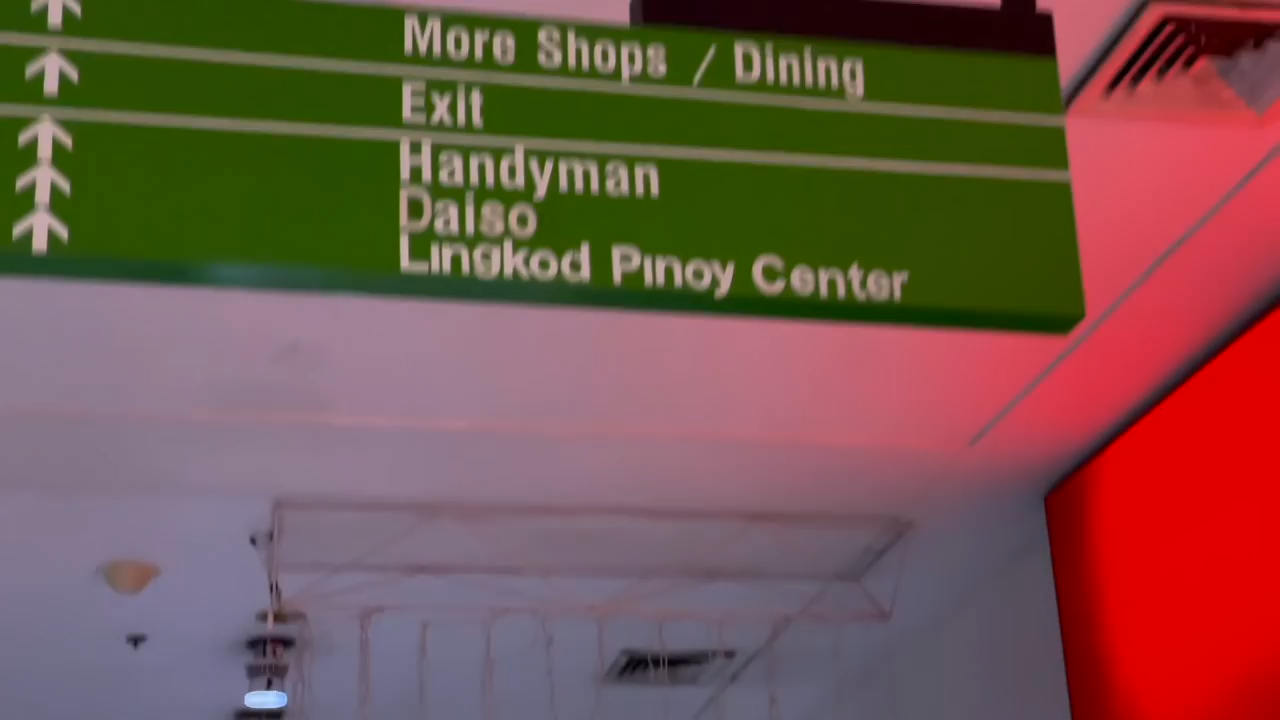 More Shops / Dining
Exit
Handyman
Daiso
Lingkod Pinoy Center